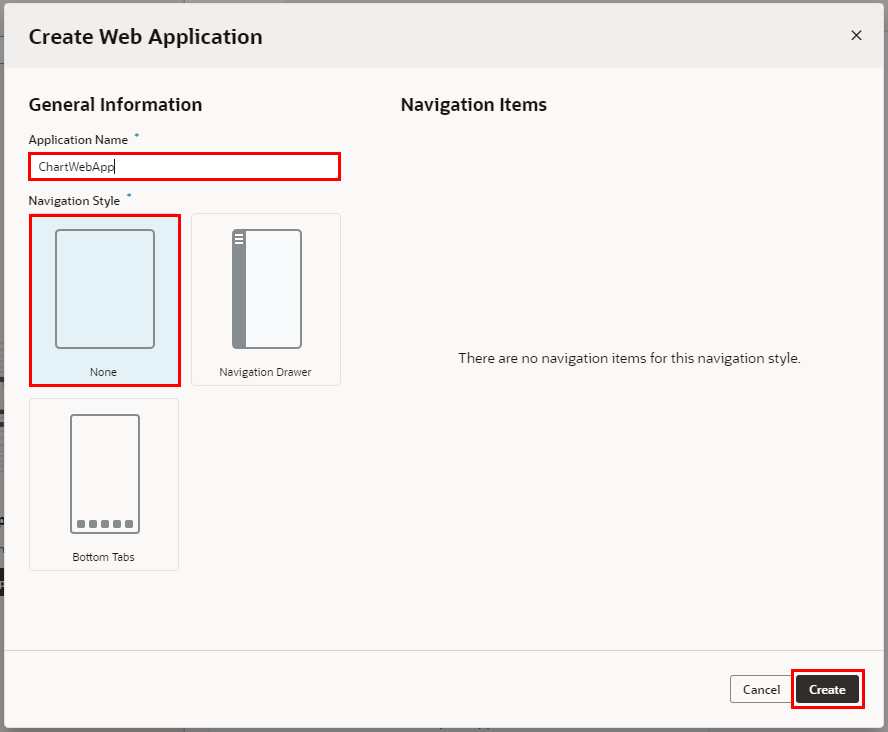 Create Web Application
General Information
Application Name *
ChartWebApp
Navigation Style *
None
Navigation Drawer
Bottom Tabs
Navigation Items
There are no navigation items for this navigation style.
Cancel
Create